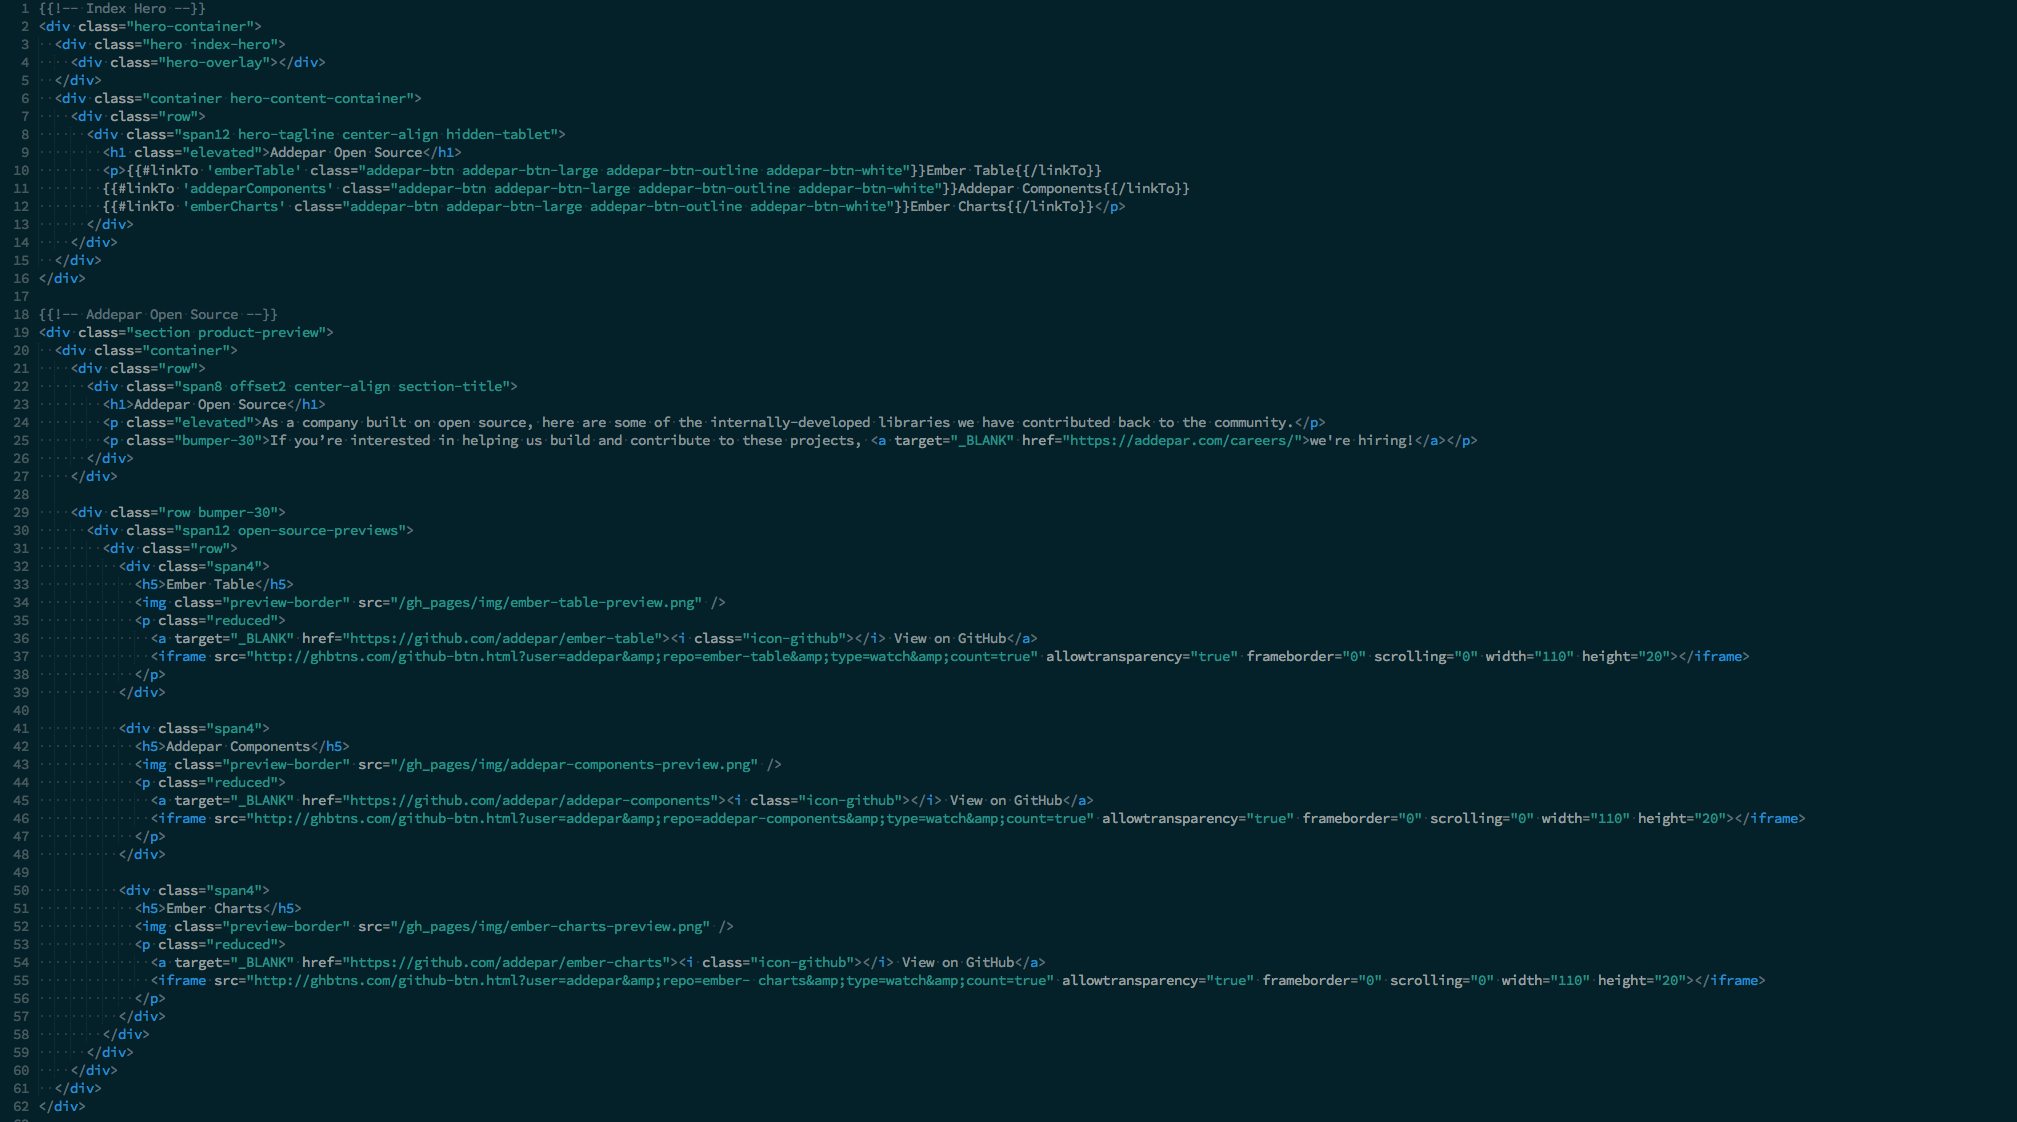 1 {{!-- Index Hero --}}
2 <div class="hero-container">
3   <div class="hero index-hero">
4     <div class="hero-overlay"></div>
5   </div>
6   <div class="container hero-content-container">
7     <div class="row">
8       <div class="span12 hero-tagline center-align hidden-tablet">
9         <h1 class="elevated">Addepar Open Source</h1>
10         <p>{{#linkTo 'emberTable' class="addepar-btn addepar-btn-large addepar-btn-outline addepar-btn-white"}}Ember Table{{/linkTo}}
11         {{#linkTo 'addeparComponents' class="addepar-btn addepar-btn-large addepar-btn-outline addepar-btn-white"}}Addepar Components{{/linkTo}}
12         {{#linkTo 'emberCharts' class="addepar-btn addepar-btn-large addepar-btn-outline addepar-btn-white"}}Ember Charts{{/linkTo}}</p>
13       </div>
14     </div>
15   </div>
16 </div>
17
18 {{!-- Addepar Open Source --}}
19 <div class="section product-preview">
20   <div class="container">
21     <div class="row">
22       <div class="span8 offset2 center-align section-title">
23         <h1>Addepar Open Source</h1>
24         <p class="elevated">As a company built on open source, here are some of the internally-developed libraries we have contributed back to the community.</p>
25         <p class="bumper-30">If you’re interested in helping us build and contribute to these projects, <a target="_BLANK" href="https://addepar.com/careers/">we're hiring!</a></p>
26       </div>
27     </div>
28
29     <div class="row bumper-30">
30       <div class="span12 open-source-previews">
31         <div class="row">
32           <div class="span4">
33             <h5>Ember Table</h5>
34             <img class="preview-border" src="/gh_pages/img/ember-table-preview.png" />
35             <p class="reduced">
36               <a target="_BLANK" href="https://github.com/addepar/ember-table"><i class="icon-github"></i> View on GitHub</a>
37               <iframe src="http://ghbtns.com/github-btn.html?user=addepar&amp;repo=ember-table&amp;type=watch&amp;count=true" allowtransparency="true" frameborder="0" scrolling="0" width="110" height="20"></iframe>
38             </p>
39           </div>
40
41           <div class="span4">
42             <h5>Addepar Components</h5>
43             <img class="preview-border" src="/gh_pages/img/addepar-components-preview.png" />
44             <p class="reduced">
45               <a target="_BLANK" href="https://github.com/addepar/addepar-components"><i class="icon-github"></i> View on GitHub</a>
46               <iframe src="http://ghbtns.com/github-btn.html?user=addepar&amp;repo=addepar-components&amp;type=watch&amp;count=true" allowtransparency="true" frameborder="0" scrolling="0" width="110" height="20"></iframe>
47             </p>
48           </div>
49
50           <div class="span4">
51             <h5>Ember Charts</h5>
52             <img class="preview-border" src="/gh_pages/img/ember-charts-preview.png" />
53             <p class="reduced">
54               <a target="_BLANK" href="https://github.com/addepar/ember-charts"><i class="icon-github"></i> View on GitHub</a>
55               <iframe src="http://ghbtns.com/github-btn.html?user=addepar&amp;repo=ember- charts&amp;type=watch&amp;count=true" allowtransparency="true" frameborder="0" scrolling="0" width="110" height="20"></iframe>
56             </p>
57           </div>
58         </div>
59       </div>
60     </div>
61   </div>
62 </div>